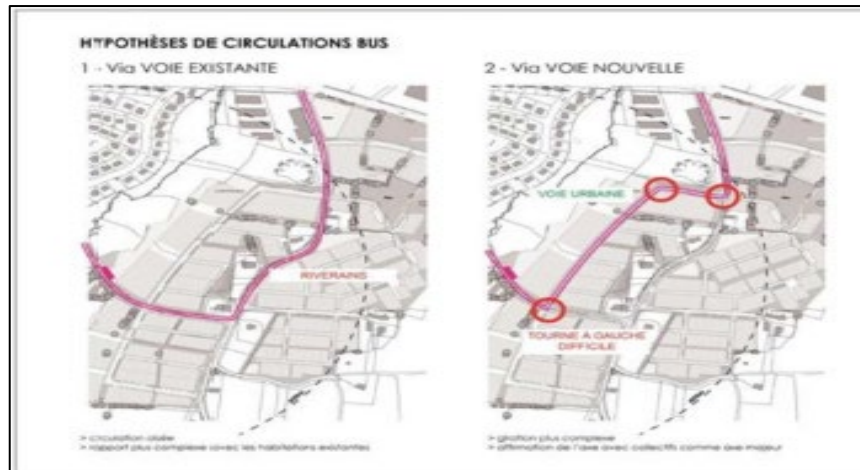 HYPOTHÈSES DE CIRCULATIONS BUS
1 - Via VOIE EXISTANTE
2 - Via VOIE NOUVELLE
RIVERAINS
VOIE URBAINE
TOURNE À GAUCHE
DIFFICILE
> circulation aisée
> rapport plus complexe avec les habitations existantes
> giration plus complexe
> affirmation de l'axe avec collectifs comme axe majeur